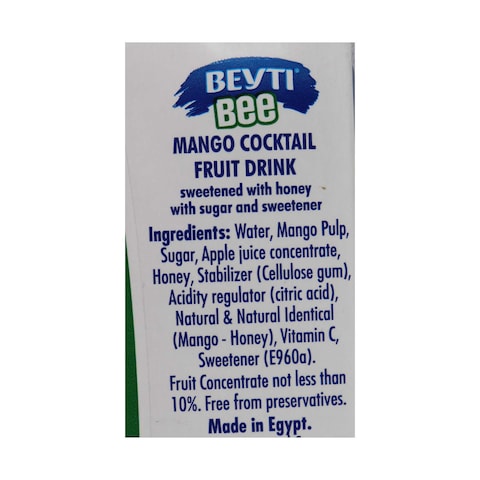 BEYTI®
Bee
MANGO COCKTAIL
FRUIT DRINK
sweetened with honey
with sugar and sweetener
Ingredients: Water, Mango Pulp,
Sugar, Apple juice concentrate,
Honey, Stabilizer (Cellulose gum),
Acidity regulator (citric acid),
Natural & Natural Identical
(Mango - Honey), Vitamin C,
Sweetener (E960a).
Fruit Concentrate not less than
10%. Free from preservatives.
Made in Egypt.